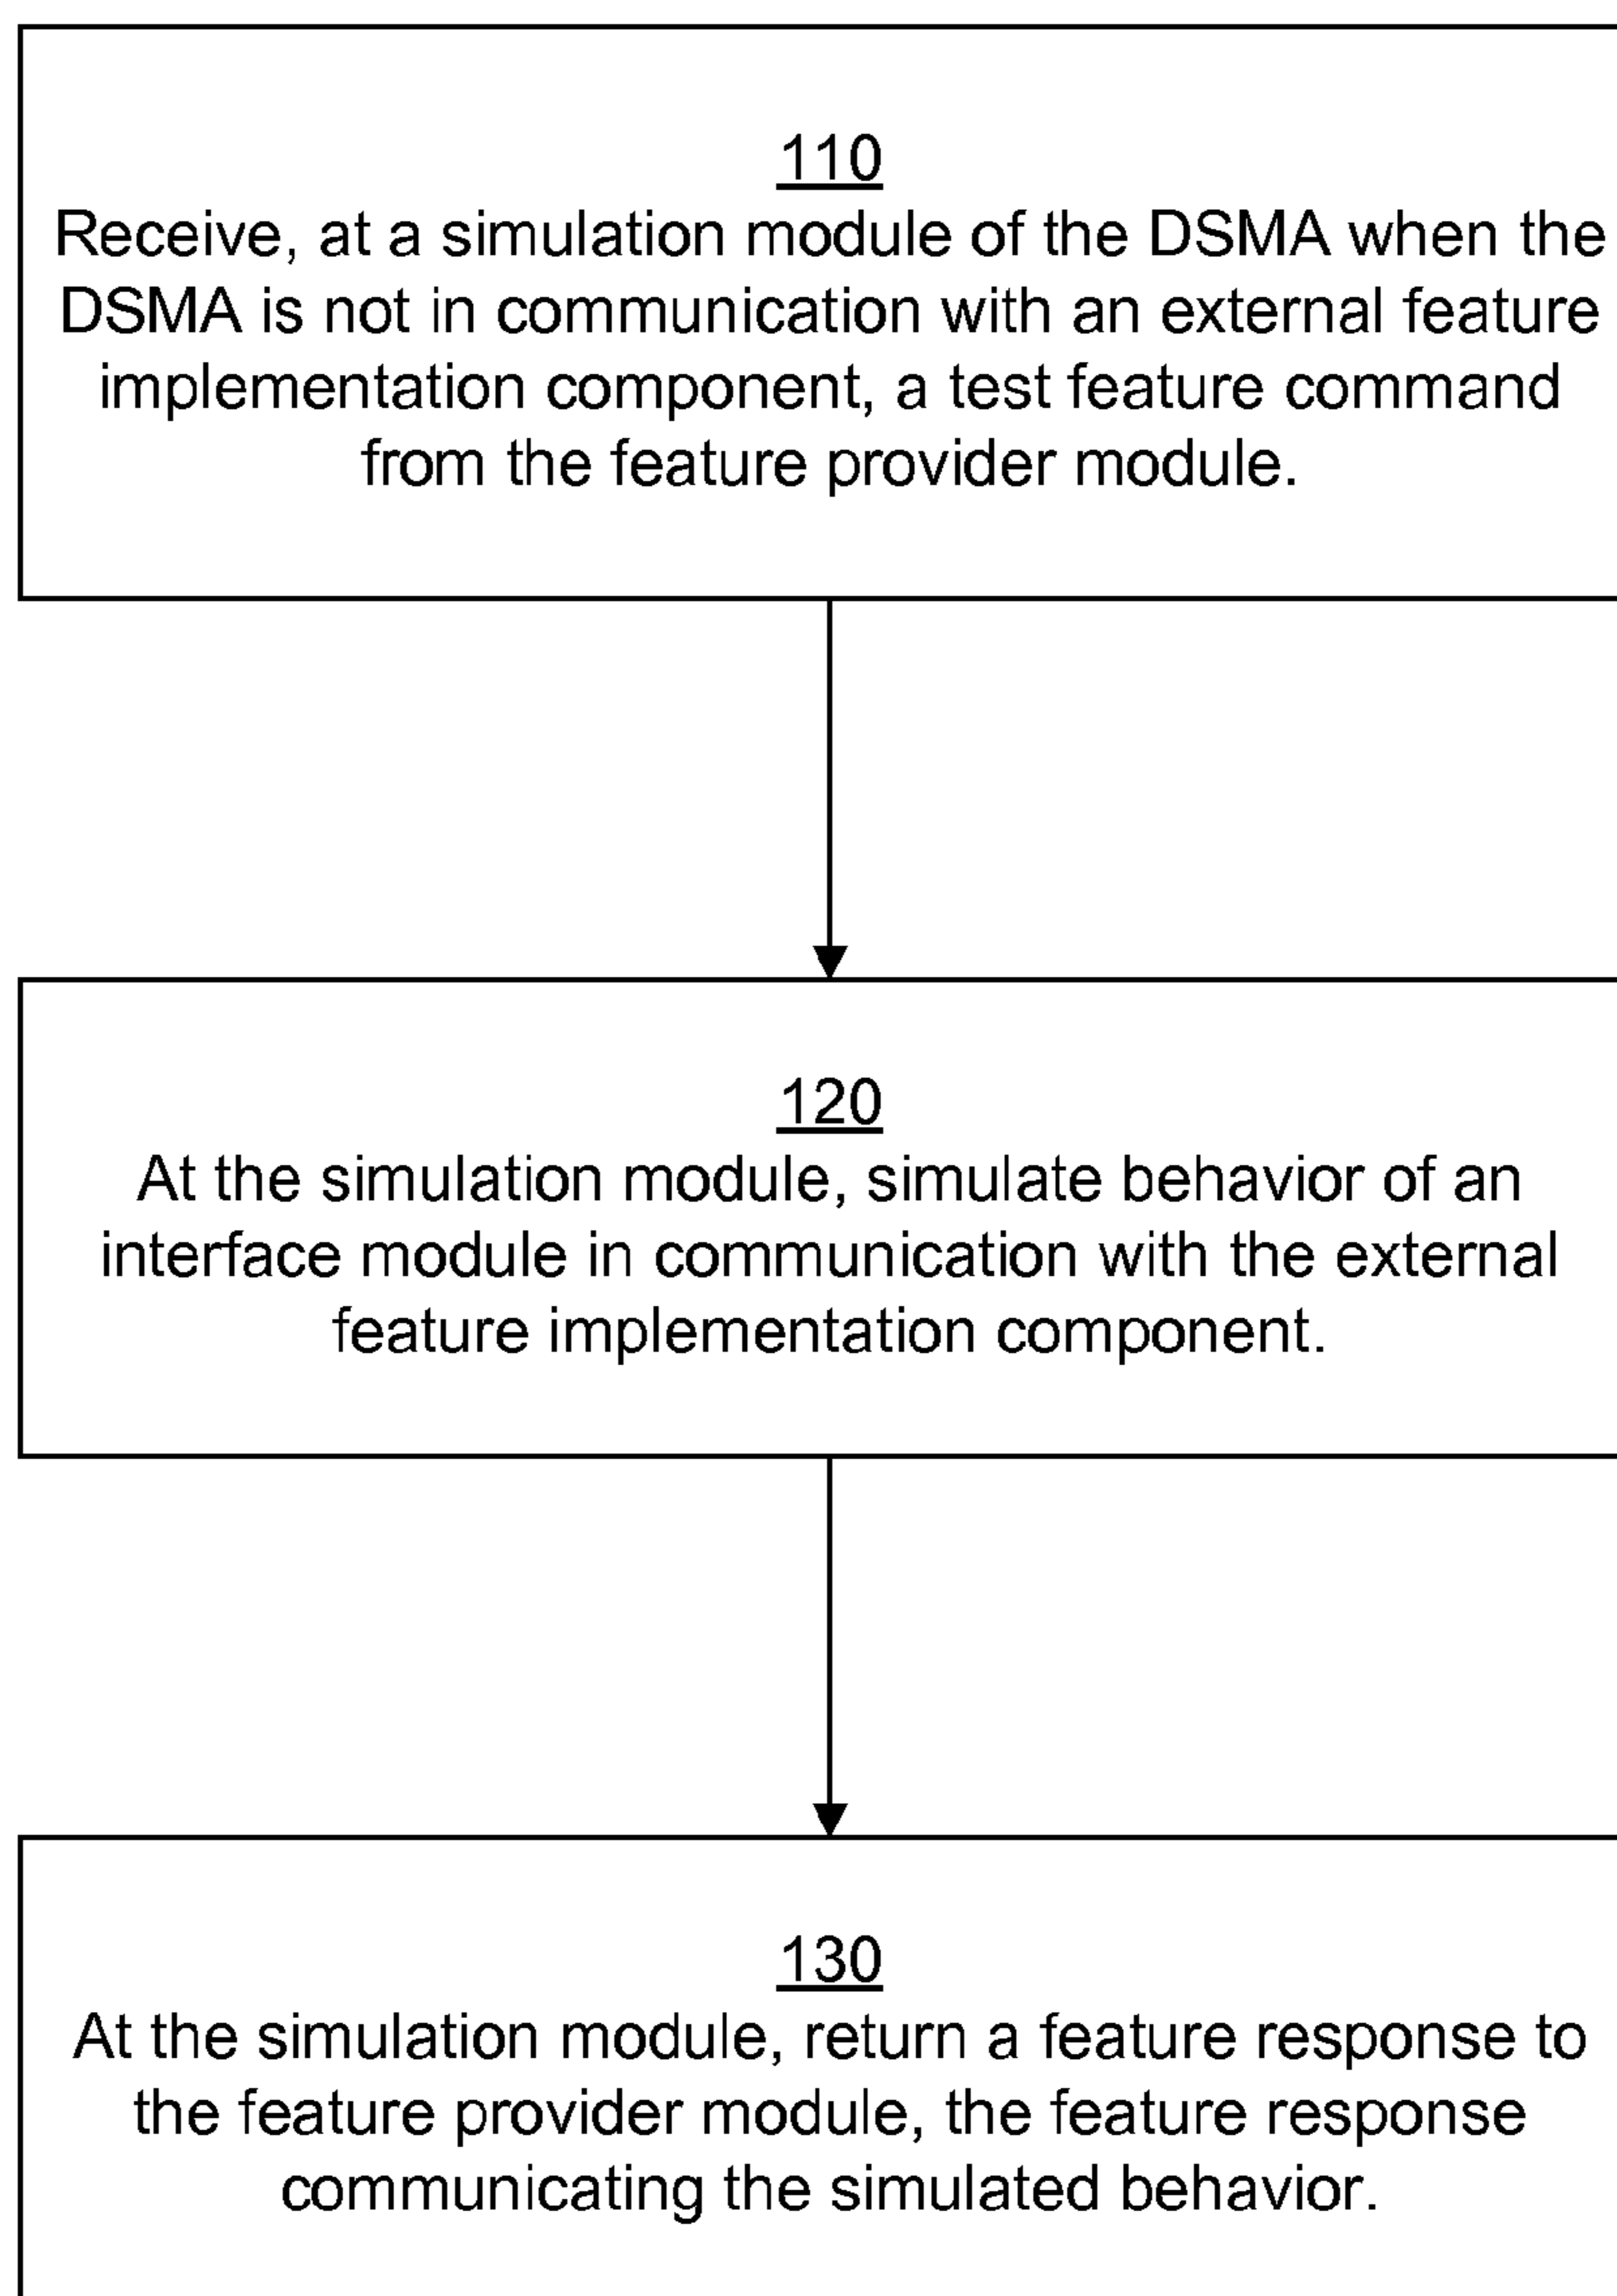 110
Receive, at a simulation module of the DSMA when the
DSMA is not in communication with an external feature
implementation component, a test feature command
from the feature provider module.
120
At the simulation module, simulate behavior of an
interface module in communication with the external
feature implementation component.
130
At the simulation module, return a feature response to
the feature provider module, the feature response
communicating the simulated behavior.